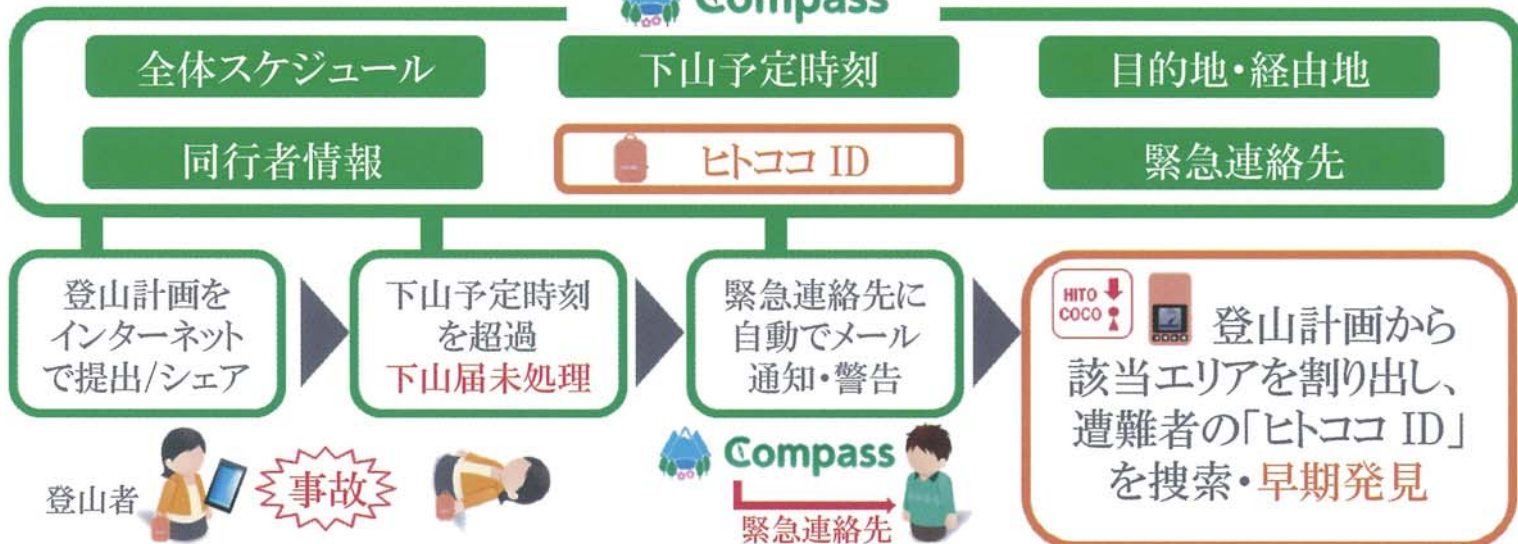 Compass
全体スケジュール
下山予定時刻
目的地・経由地
同行者情報
ヒトココ ID
緊急連絡先
登山計画を
インターネット
で提出/シェア
下山予定時刻
を超過
下山届未処理
緊急連絡先に
自動でメール
通知・警告
HITO
COCO
登山計画から
該当エリアを割り出し、
遭難者の「ヒトココ ID」
を捜索・早期発見
登山者
事故
Compass
緊急連絡先